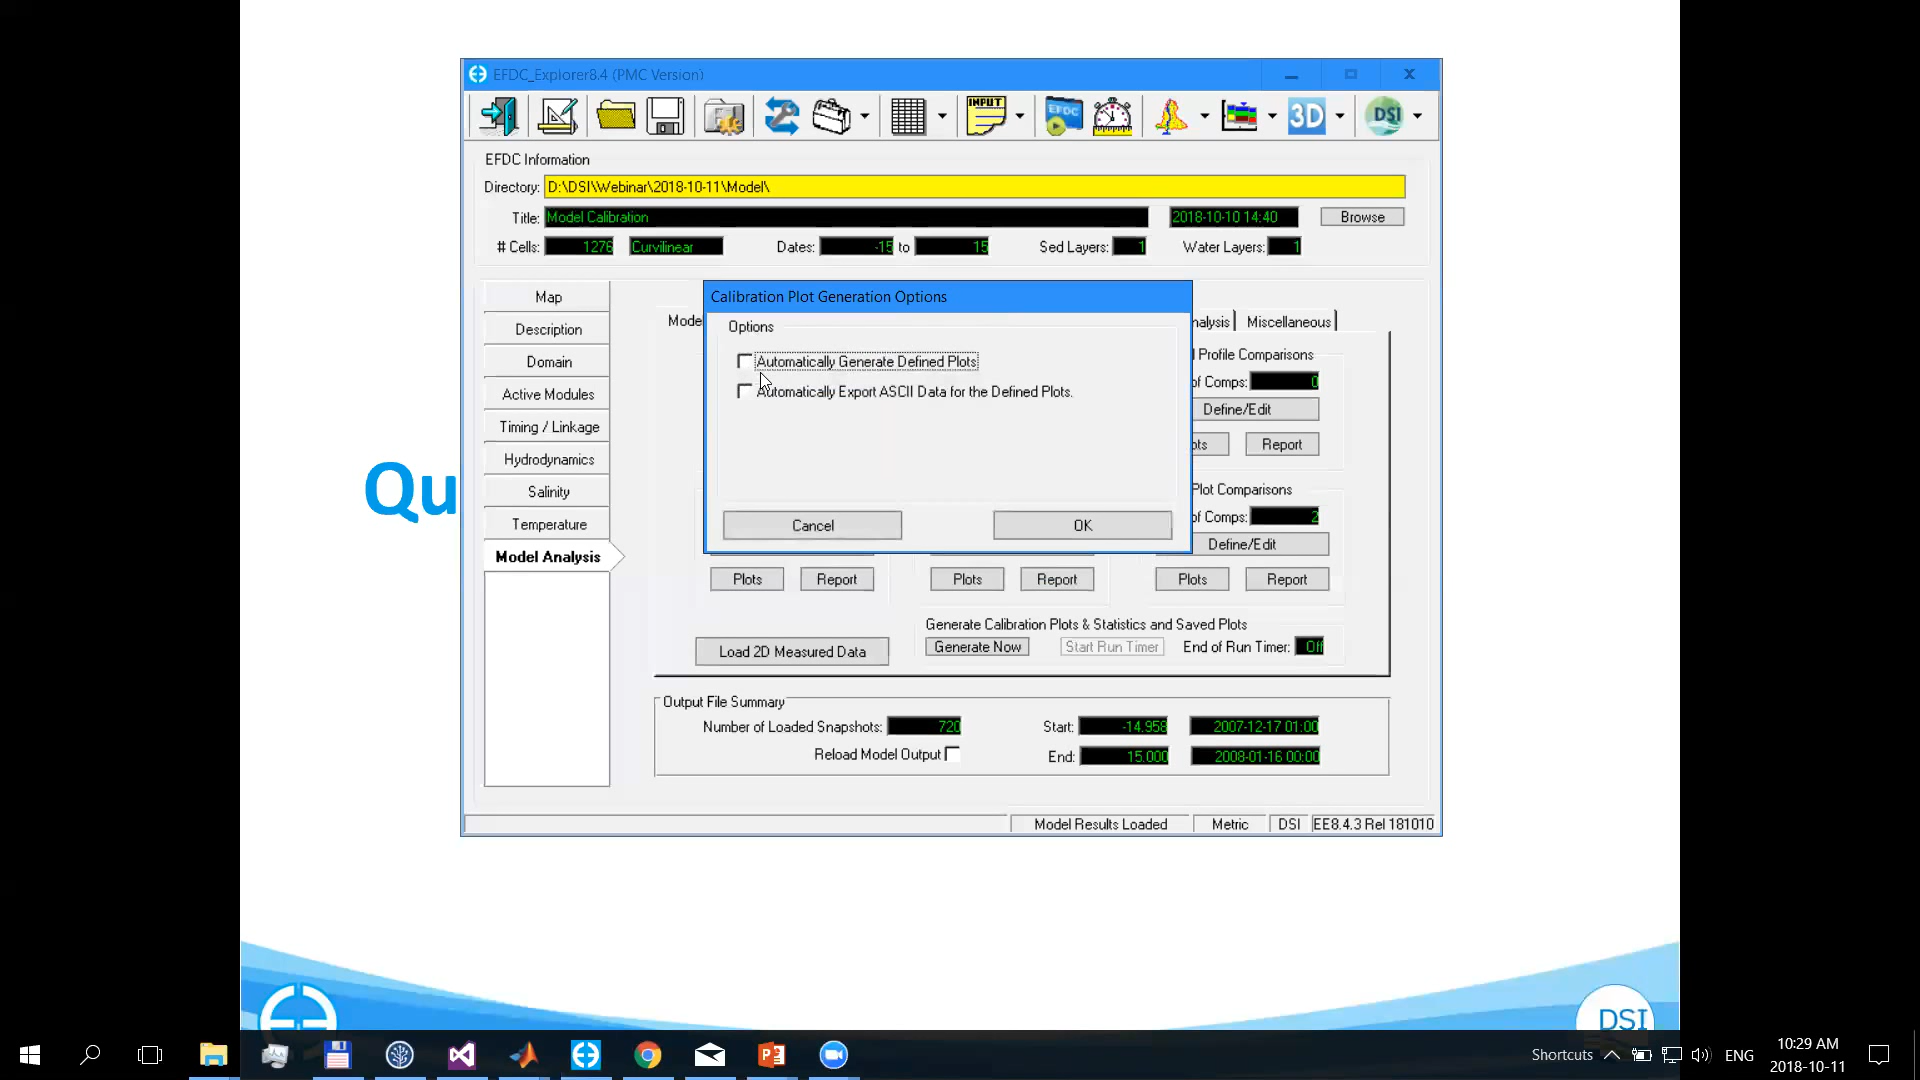 EFDC_Explorer8.4 (PMC Version)
INPUT
EFDC
3D
DSI
EFDC Information
Directory: D:\DSI\Webinar\2018-10-11\Model\
Title: Model Calibration 2018-10-10 14:40 Browse
# Cells: 1276 Curvilinear Dates: -15 to 15 Sed Layers: 1 Water Layers: 1
Map
Description
Domain
Active Modules
Timing / Linkage
Hydrodynamics
Salinity
Temperature
Model Analysis
Mode
nalysis Miscellaneous
Calibration Plot Generation Options
Options
Automatically Generate Defined Plots
Automatically Export ASCII Data for the Defined Plots.
Cancel OK
l Profile Comparisons
of Comps: 0
Define/Edit
ots Report
Plot Comparisons
of Comps: 2
Define/Edit
Plots Report Plots Report Plots Report
Generate Calibration Plots & Statistics and Saved Plots
Load 2D Measured Data Generate Now Start Run Timer End of Run Timer: Off
Output File Summary
Number of Loaded Snapshots: 720 Start: -14.958 2007-12-17 01:00
Reload Model Output End: 15.000 2008-01-16 00:00
Model Results Loaded Metric DSI EE8.4.3 Rel 181010
Qu
DSI
Shortcuts ENG 10:29 AM
2018-10-11